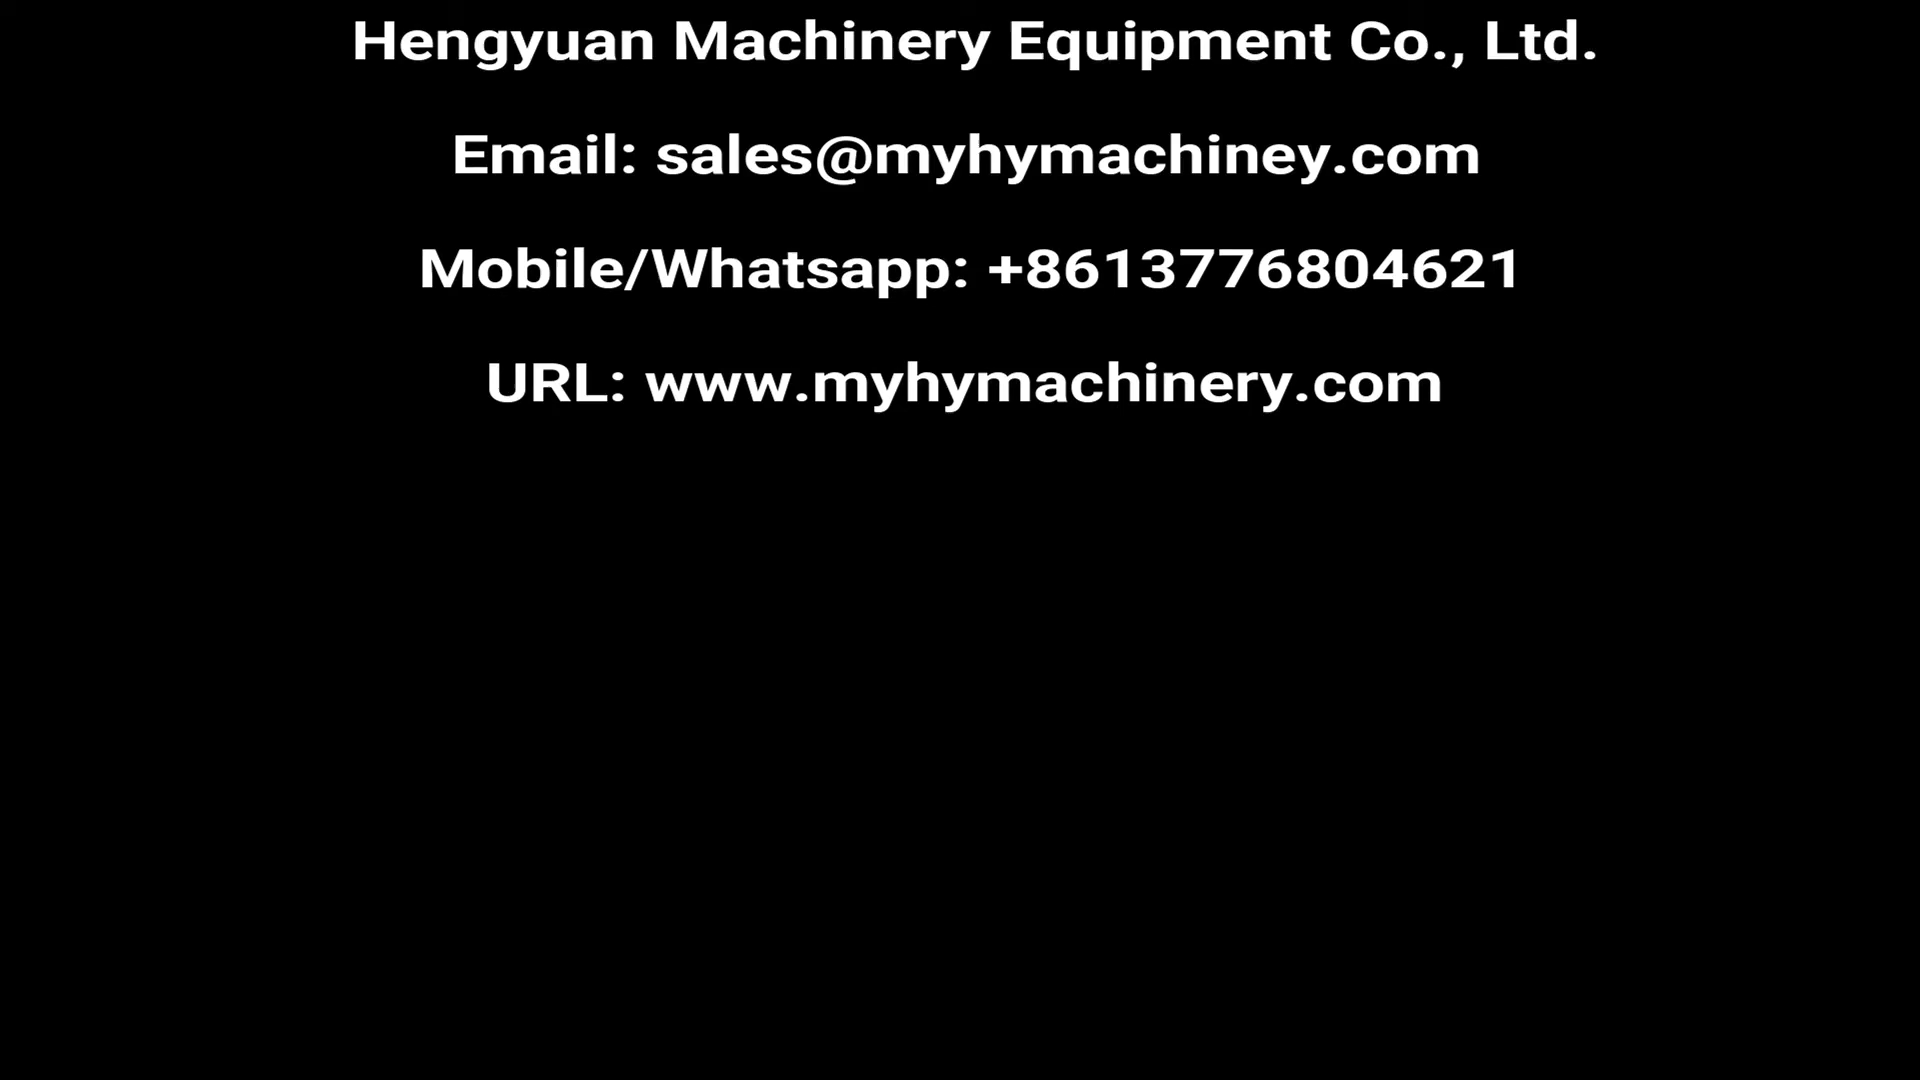 Hengyuan Machinery Equipment Co., Ltd.
Email: sales@myhymachiney.com
Mobile/Whatsapp: +8613776804621
URL: www.myhymachinery.com